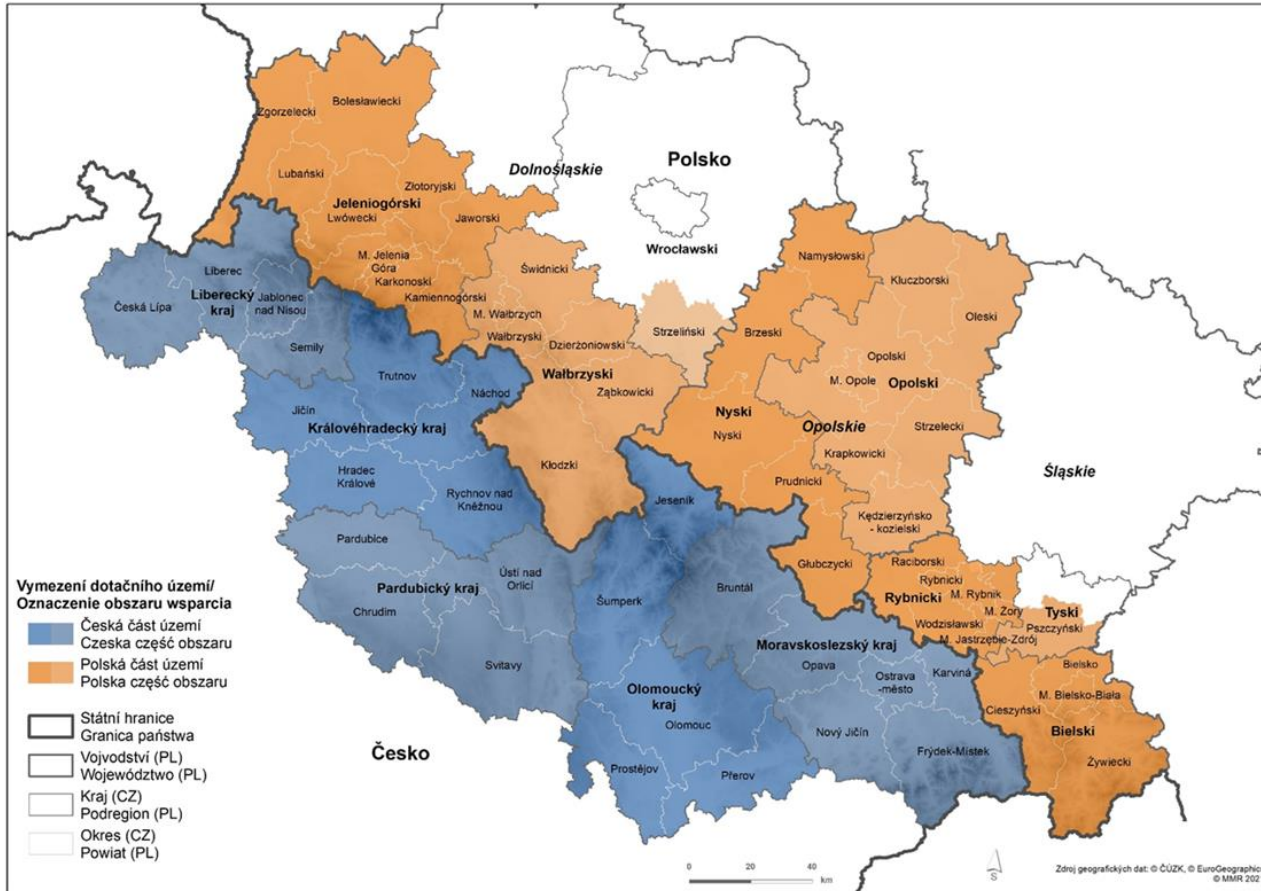 Zgorzelecki
Bolesławiecki
Lubański
Jeleniogórski
Złotoryjski
Lwówecki
Jaworski
M. Jelenia
Góra
Karkonoski
Kamiennogórski
Dolnośląskie
Polsko
Wrocławski
Świdnicki
M. Wałbrzych
Wałbrzyski
Dzierżoniowski
Strzeliński
Wałbrzyski
Ząbkowicki
Kłodzki
Namysłowski
Kluczborski
Oleski
Brzeski
Opolski
M. Opole
Opolski
Nyski
Nyski
Opolskie
Strzelecki
Krapkowicki
Prudnicki
Kędzierzyńsko
- kozielski
Głubczycki
Śląskie
Raciborski
Rybnicki
M. Rybnik
Rybnicki
M. Żory
Wodzisławski
M. Jastrzębie-Zdrój
Tyski
Pszczyński
Bielsko
M. Bielsko-Biała
Cieszyński
Bielski
Żywiecki
Liberec
Česká Lípa
Liberecký
kraj
Jablonec
nad Nisou
Semily
Trutnov
Náchod
Jičín
Královéhradecký kraj
Hradec
Králové
Rychnov nad
Kněžnou
Pardubice
Pardubický kraj
Ústí nad
Orlicí
Chrudim
Svitavy
Jeseník
Šumperk
Bruntál
Moravskoslezský kraj
Opava
Ostrava
-město
Karviná
Olomoucký
kraj
Olomouc
Nový Jičín
Frýdek-Místek
Prostějov
Přerov
Česko
Vymezení dotačního území/
Oznaczenie obszaru wsparcia
Česká část území
Czeska część obszaru
Polská část území
Polska część obszaru
Státní hranice
Granica państwa
Vojvodství (PL)
Województwo (PL)
Kraj (CZ)
Podregion (PL)
Okres (CZ)
Powiat (PL)
0 20 40
km
S
Zdroj geografických dat: © ČÚZK, © EuroGeographic
© MMR 202